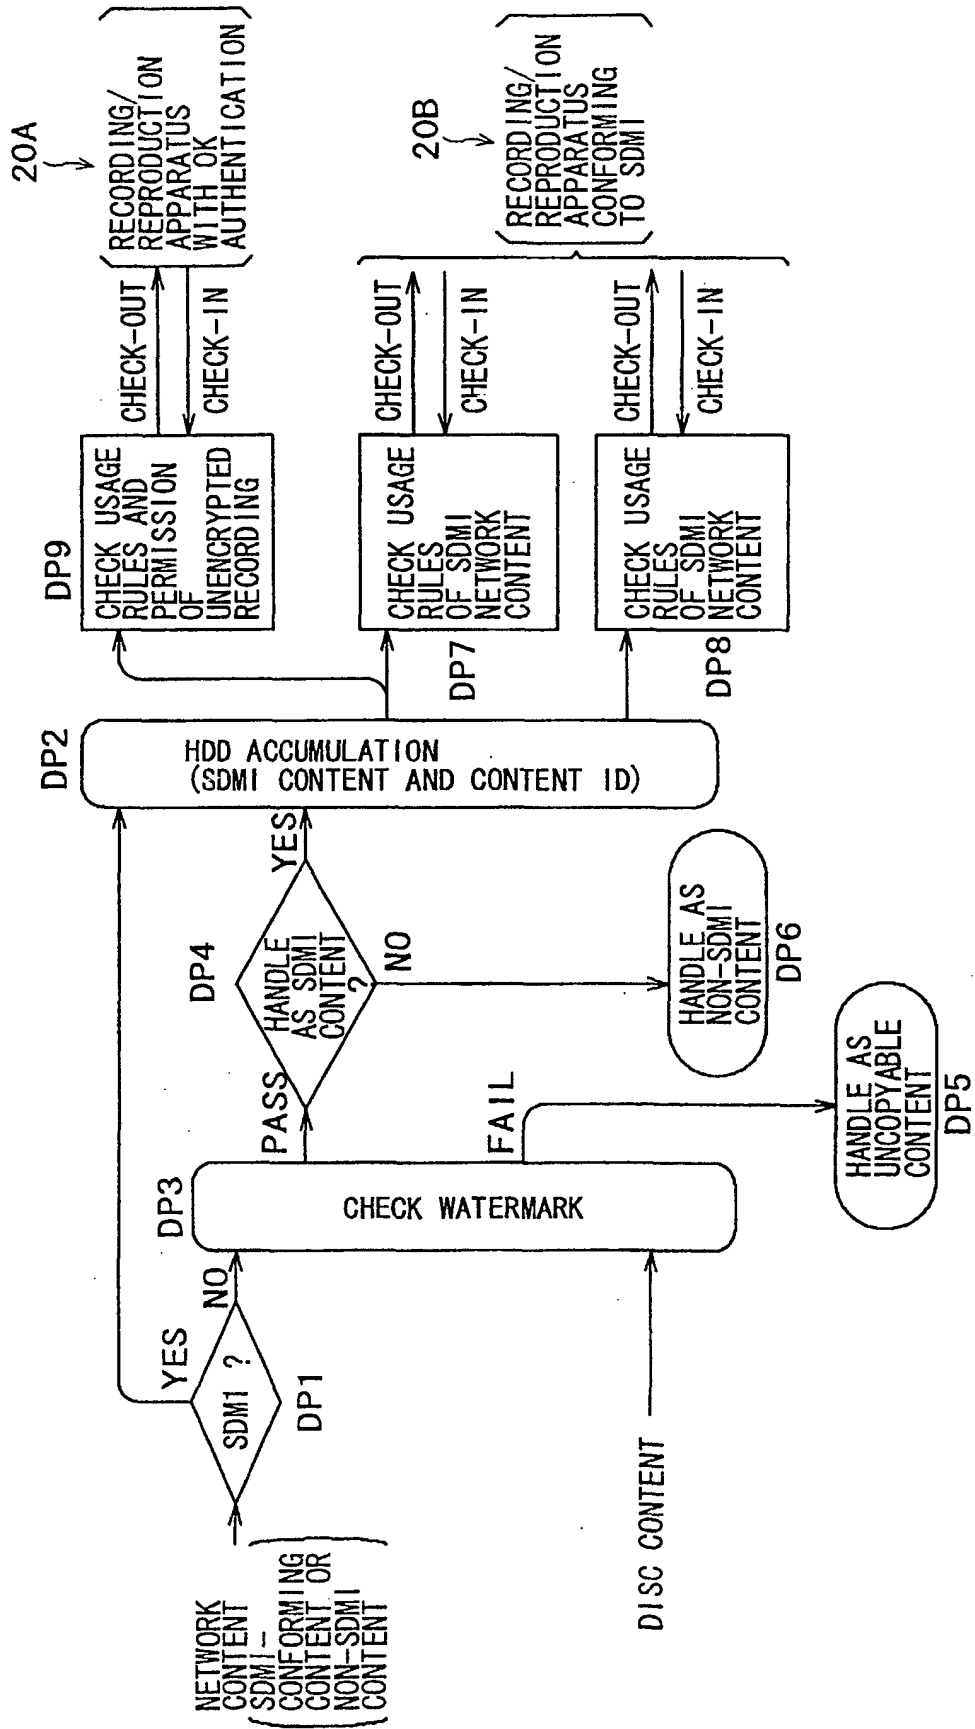 NETWORK
CONTENT
SDMI-
CONFORMING
CONTENT OR
NON-SDMI
CONTENT
DISC CONTENT
SDMI ?
DP1
YES
NO
DP3
CHECK WATERMARK
PASS
FAIL
DP4
HANDLE
AS SDMI
CONTENT
?
YES
NO
HANDLE AS
UNCOPYABLE
CONTENT
DP5
HANDLE AS
NON-SDMI
CONTENT
DP6
DP2
HDD ACCUMULATION
(SDMI CONTENT AND CONTENT ID)
DP9
CHECK USAGE
RULES AND
PERMISSION
OF
UNENCRYPTED
RECORDING
CHECK-OUT
CHECK-IN
20A
RECORDING/
REPRODUCTION
APPARATUS
WITH OK
AUTHENTICATION
DP7
CHECK USAGE
RULES
OF SDMI
NETWORK
CONTENT
CHECK-OUT
CHECK-IN
DP8
CHECK USAGE
RULES
OF SDMI
NETWORK
CONTENT
CHECK-OUT
CHECK-IN
20B
RECORDING/
REPRODUCTION
APPARATUS
CONFORMING
TO SDMI